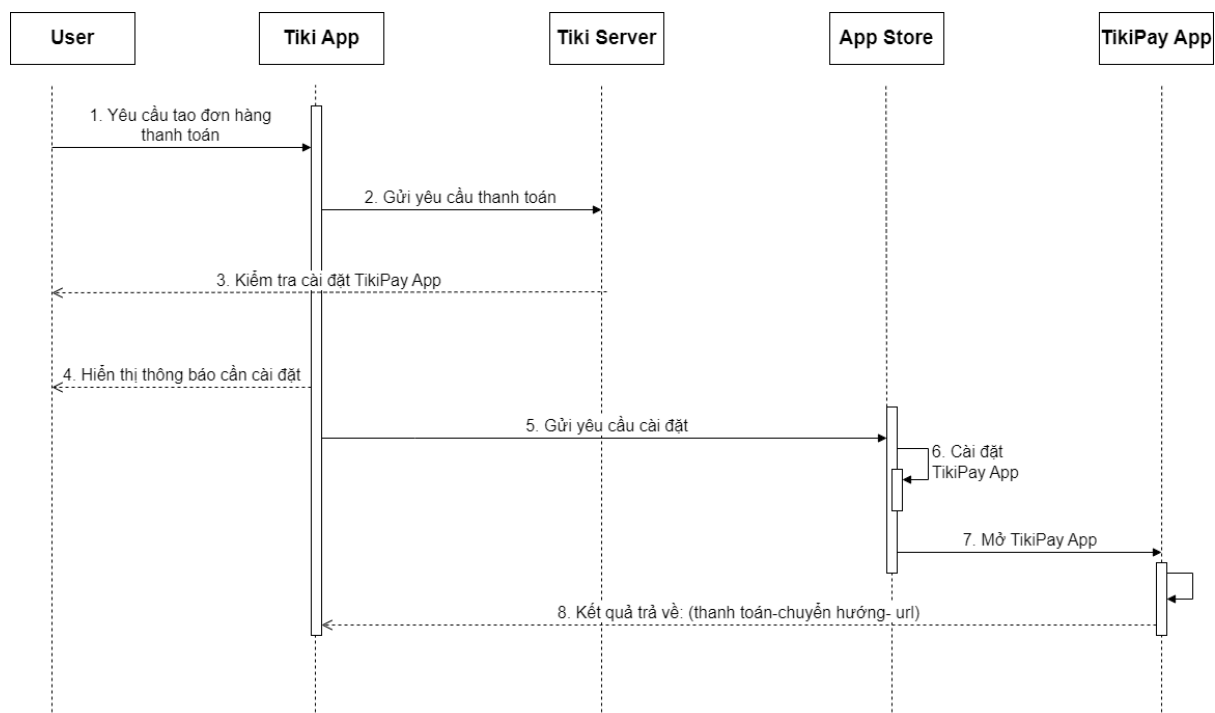 User
Tiki App
Tiki Server
App Store
TikiPay App
1. Yêu cầu tao đơn hàng
thanh toán
2. Gửi yêu cầu thanh toán
3. Kiểm tra cài đặt TikiPay App
4. Hiển thị thông báo cần cài đặt
5. Gửi yêu cầu cài đặt
6. Cài đặt
TikiPay App
7. Mở TikiPay App
8. Kết quả trả về: (thanh toán-chuyển hướng- url)